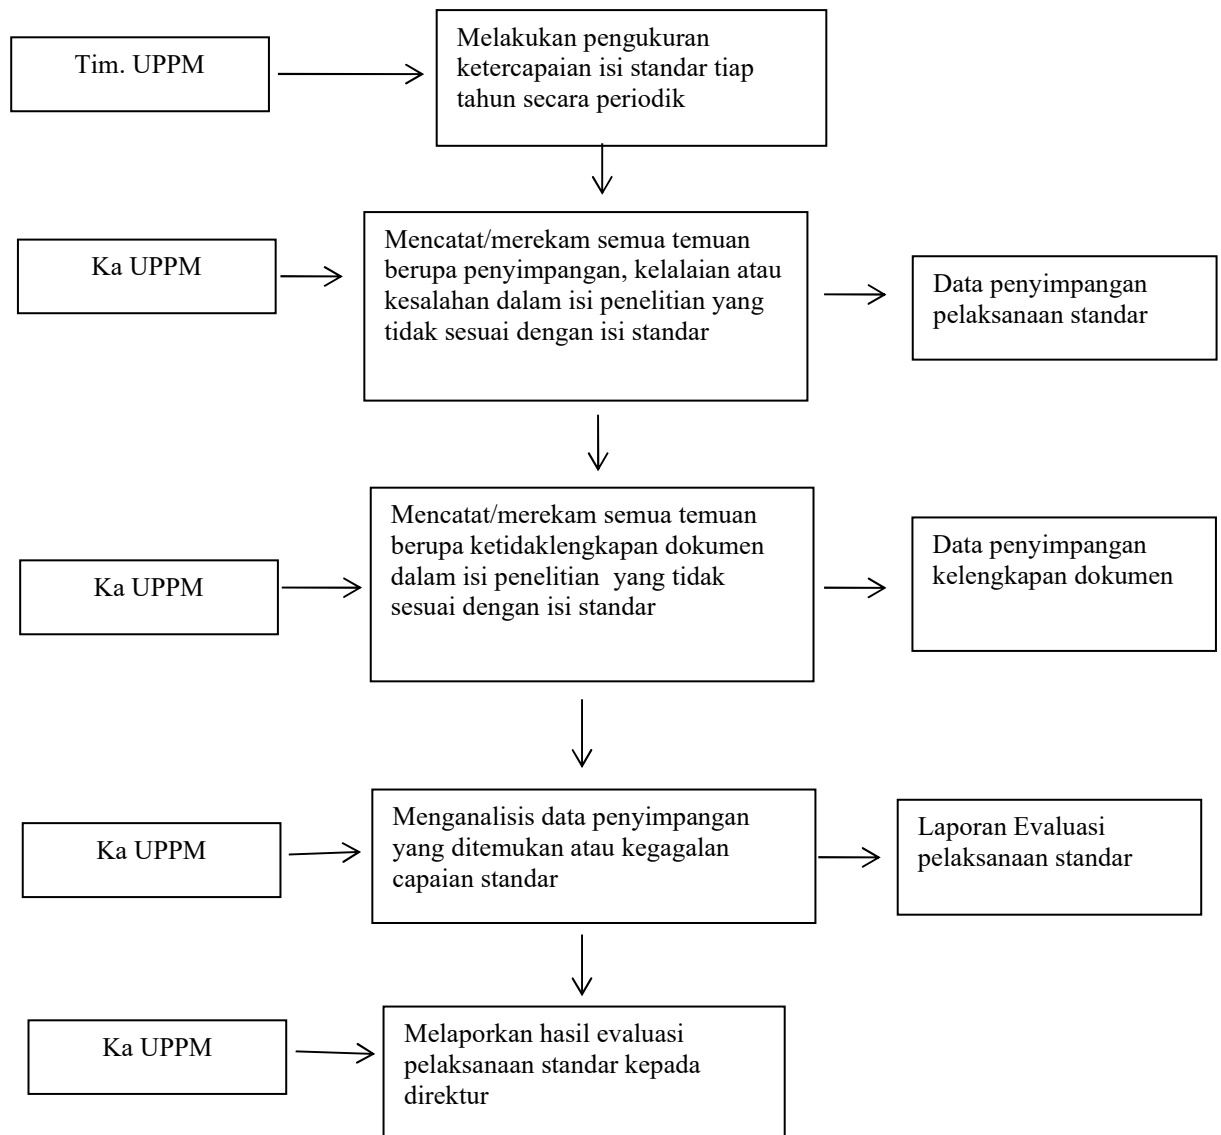 Tim. UPPM
Melakukan pengukuran
ketercapaian isi standar tiap
tahun secara periodik
Ka UPPM
Mencatat/merekam semua temuan
berupa penyimpangan, kelalaian atau
kesalahan dalam isi penelitian yang
tidak sesuai dengan isi standar
Data penyimpangan
pelaksanaan standar
Ka UPPM
Mencatat/merekam semua temuan
berupa ketidaklengkapan dokumen
dalam isi penelitian  yang tidak
sesuai dengan isi standar
Data penyimpangan
kelengkapan dokumen
Ka UPPM
Menganalisis data penyimpangan
yang ditemukan atau kegagalan
capaian standar
Laporan Evaluasi
pelaksanaan standar
Ka UPPM
Melaporkan hasil evaluasi
pelaksanaan standar kepada
direktur